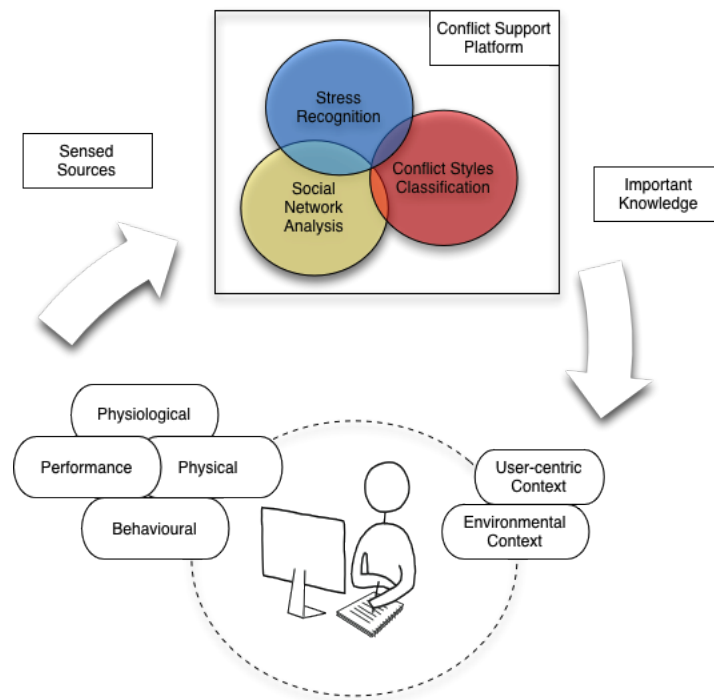 Conflict Support
Platform
Stress
Recognition
Conflict Styles
Classification
Social
Network
Analysis
Sensed
Sources
Important
Knowledge
Physiological
Performance
Physical
Behavioural
User-centric
Context
Environmental
Context